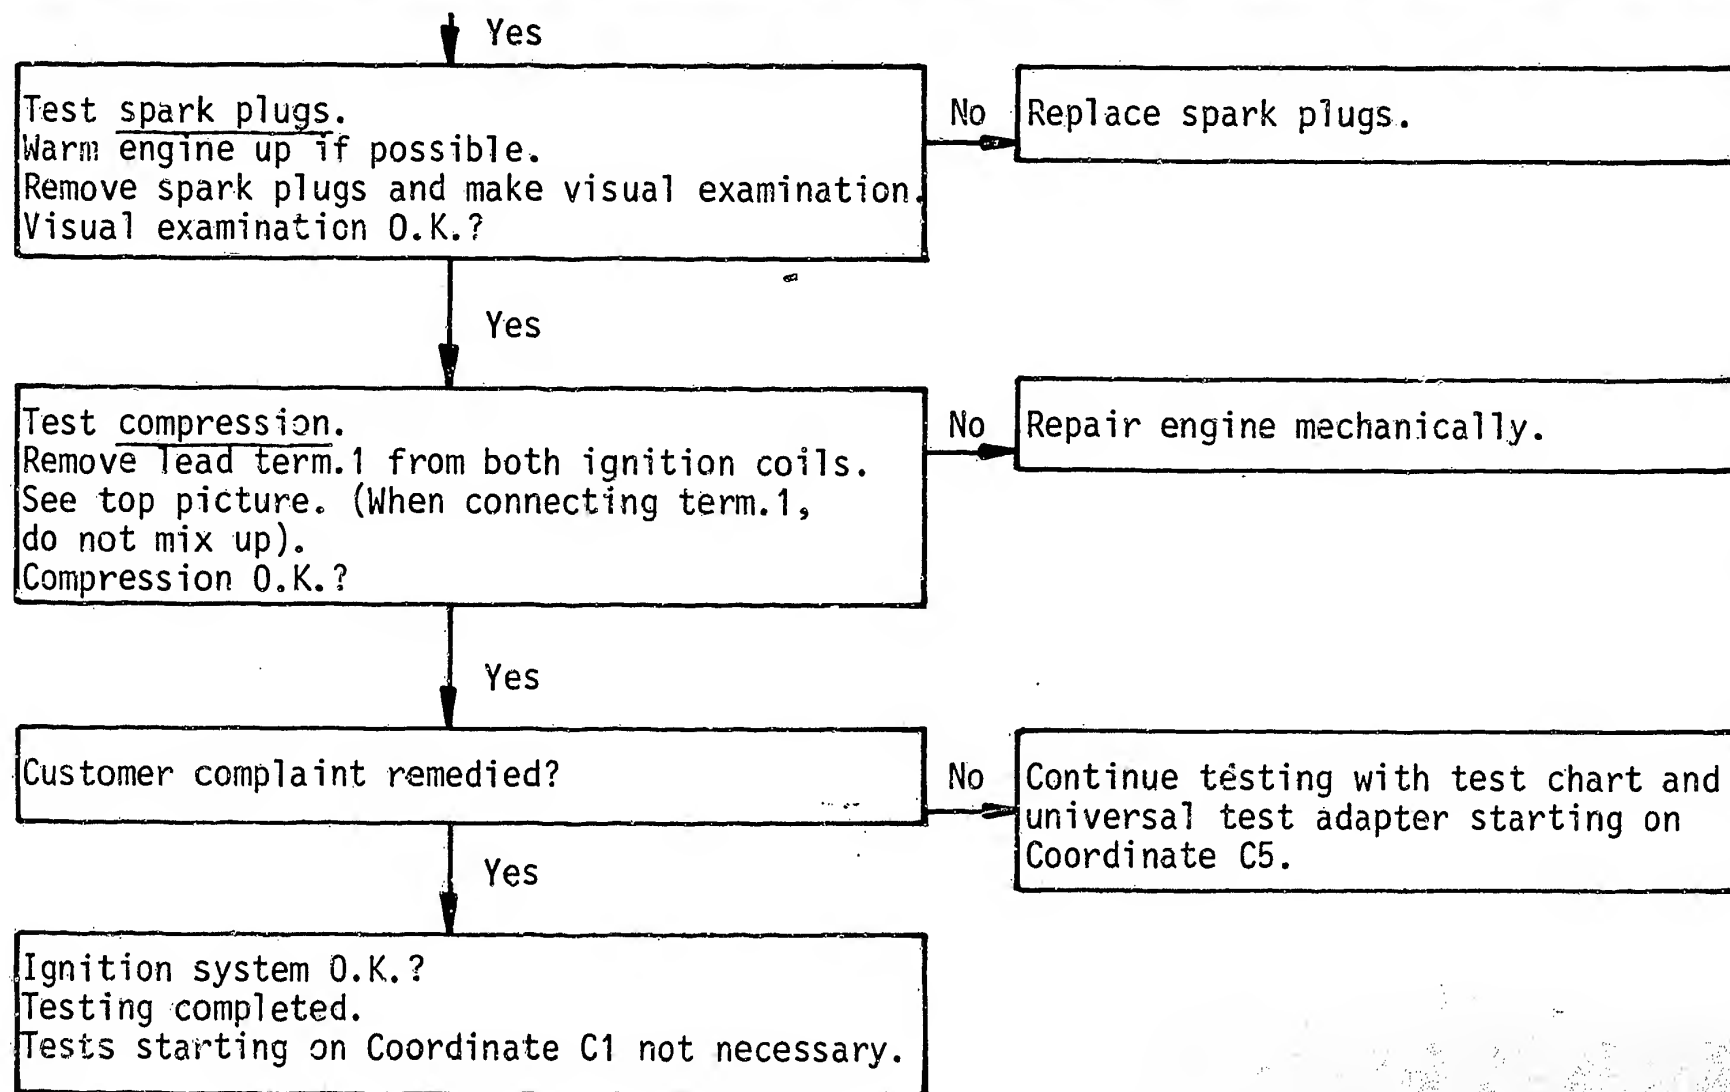 Yes
Test spark plugs.
Warm engine up if possible.
Remove spark plugs and make visual examination.
Visual examination O.K.?
No
Replace spark plugs.
Yes
Test compression.
Remove lead term.1 from both ignition coils.
See top picture. (When connecting term.1,
do not mix up).
Compression O.K.?
No
Repair engine mechanically.
Yes
Customer complaint remedied?
No
Continue testing with test chart and
universal test adapter starting on
Coordinate C5.
Yes
Ignition system O.K.?
Testing completed.
Tests starting on Coordinate C1 not necessary.